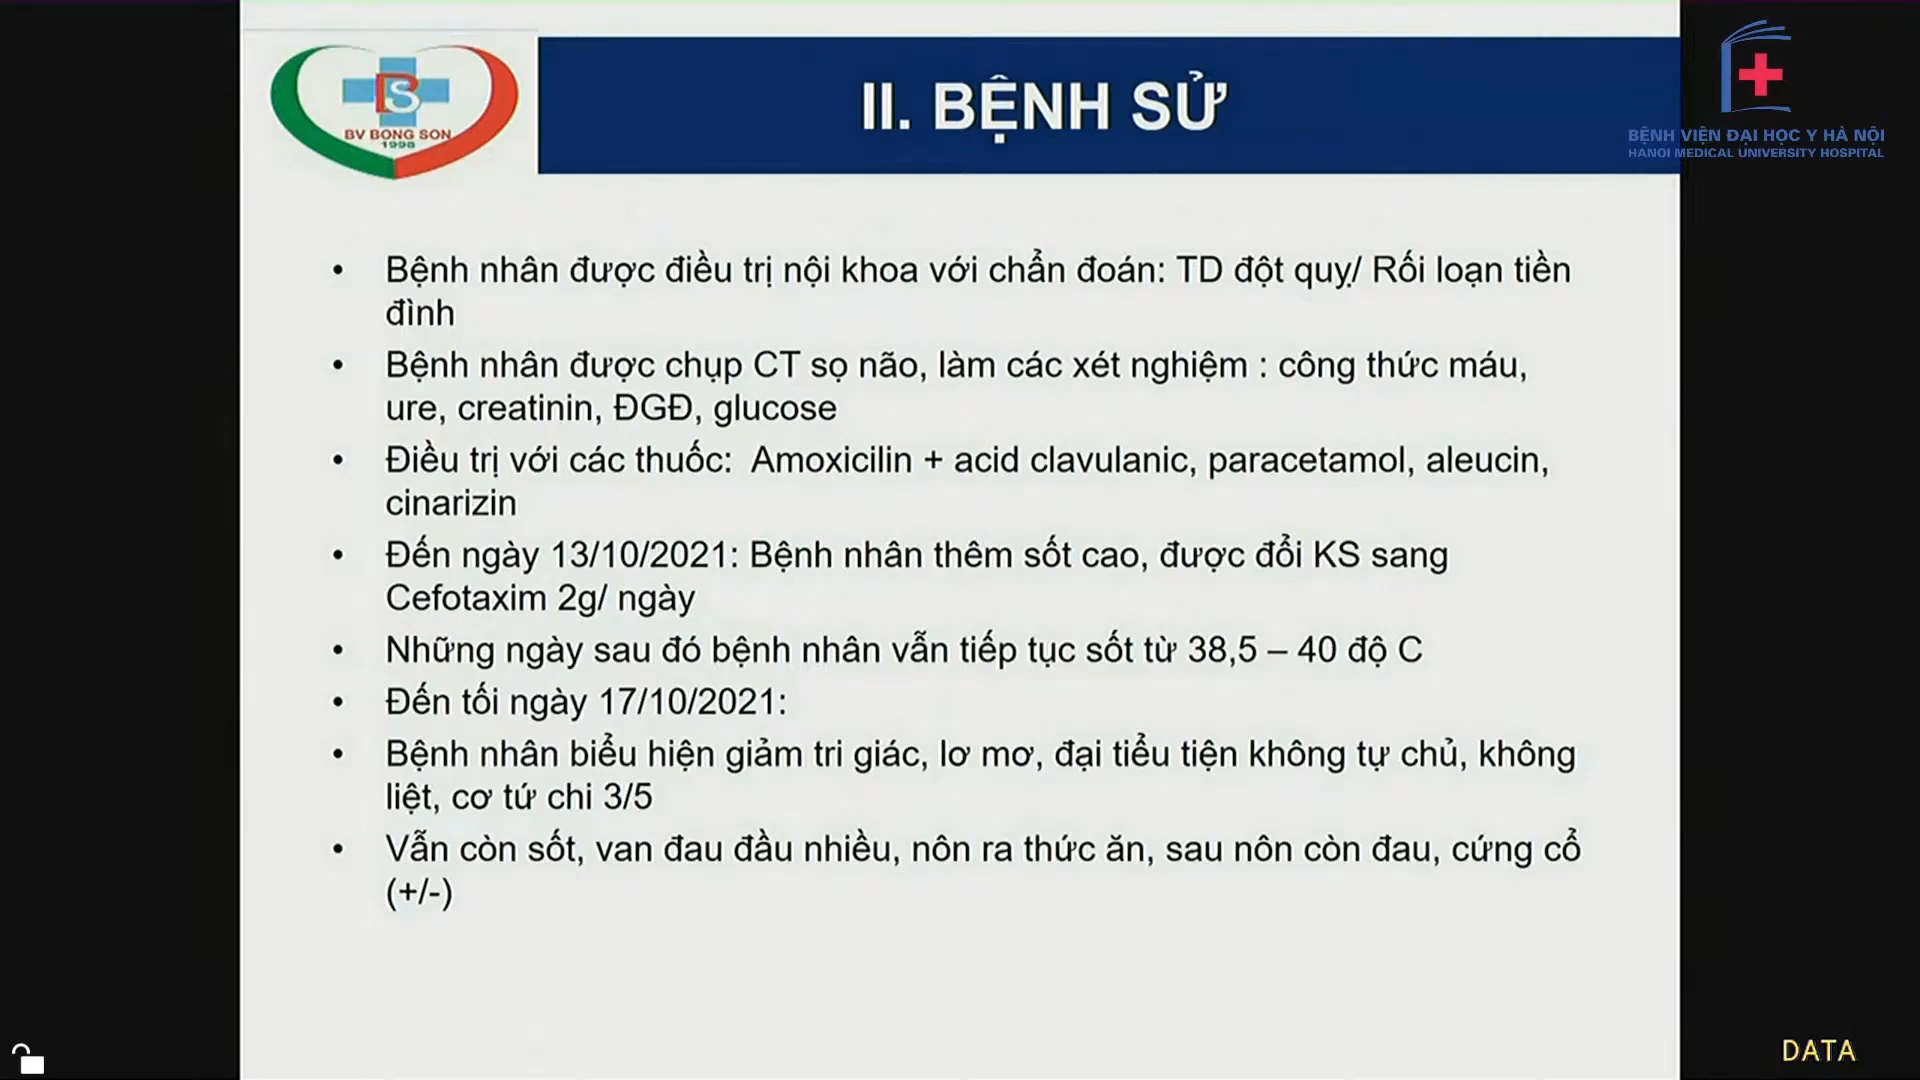 BS
BV BONG SON
1998
II. BỆNH SỬ
BỆNH VIỆN ĐẠI HỌC Y HÀ NỘI
HANOI MEDICAL UNIVERSITY HOSPITAL
• Bệnh nhân được điều trị nội khoa với chẩn đoán: TD đột quỵ/ Rối loạn tiền
đình
• Bệnh nhân được chụp CT sọ não, làm các xét nghiệm : công thức máu,
ure, creatinin, ĐGĐ, glucose
• Điều trị với các thuốc: Amoxicilin + acid clavulanic, paracetamol, aleucin,
cinarizin
• Đến ngày 13/10/2021: Bệnh nhân thêm sốt cao, được đổi KS sang
Cefotaxim 2g/ ngày
• Những ngày sau đó bệnh nhân vẫn tiếp tục sốt từ 38,5 – 40 độ C
• Đến tối ngày 17/10/2021:
• Bệnh nhân biểu hiện giảm tri giác, lơ mơ, đại tiểu tiện không tự chủ, không
liệt, cơ tứ chi 3/5
• Vẫn còn sốt, van đau đầu nhiều, nôn ra thức ăn, sau nôn còn đau, cứng cổ
(+/-)
DATA